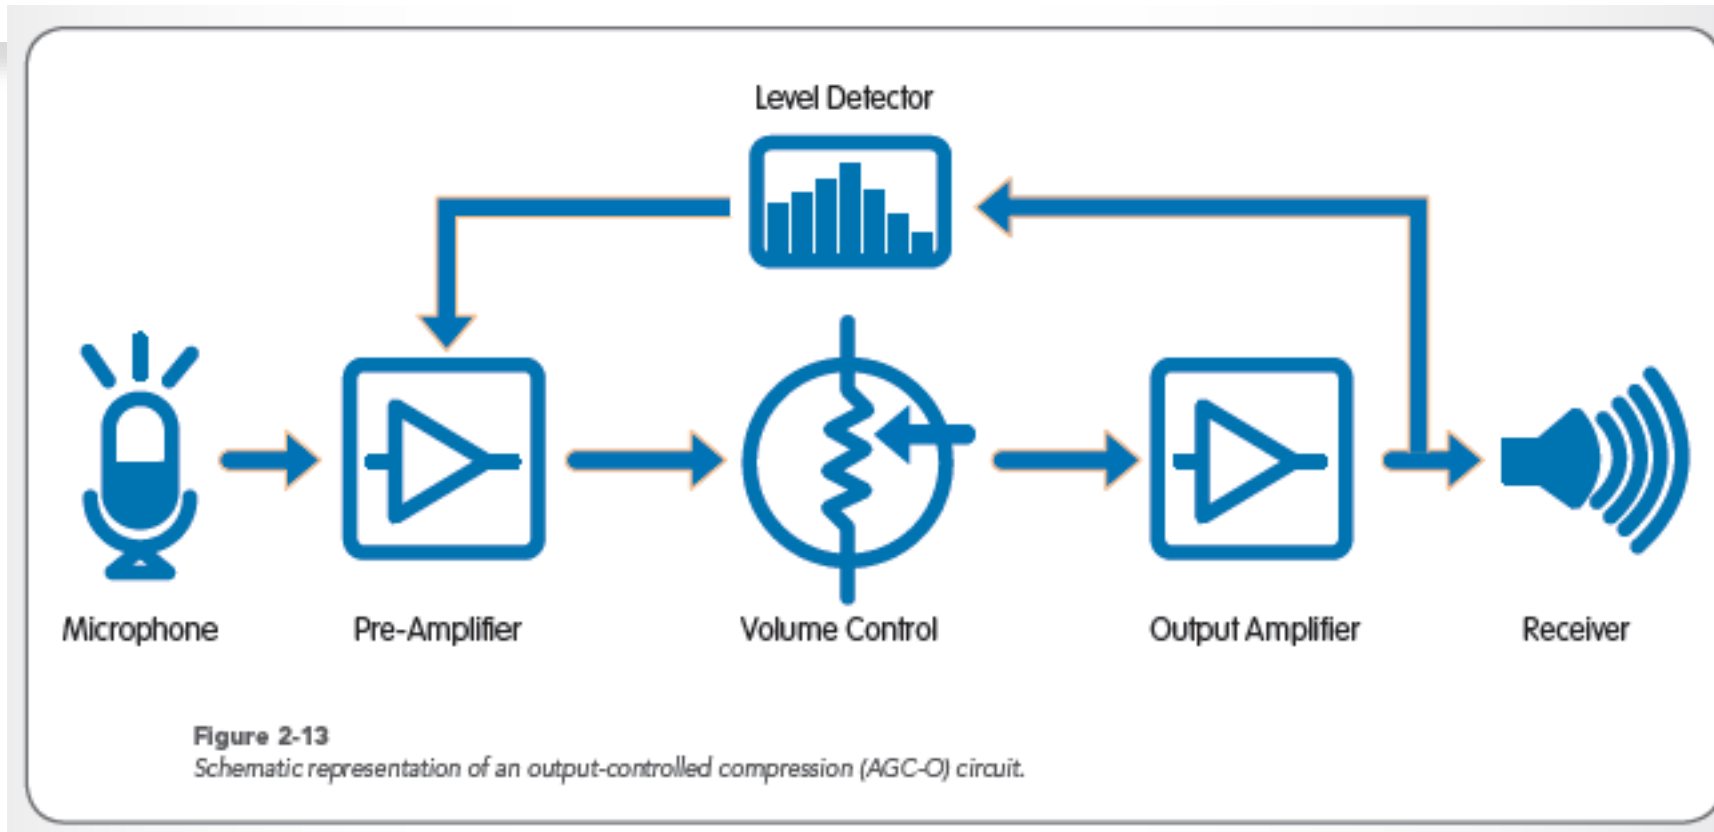 Level Detector
Microphone
Pre-Amplifier
Volume Control
Output Amplifier
Receiver
Figure 2-13
Schematic representation of an output-controlled compression (AGC-O) circuit.